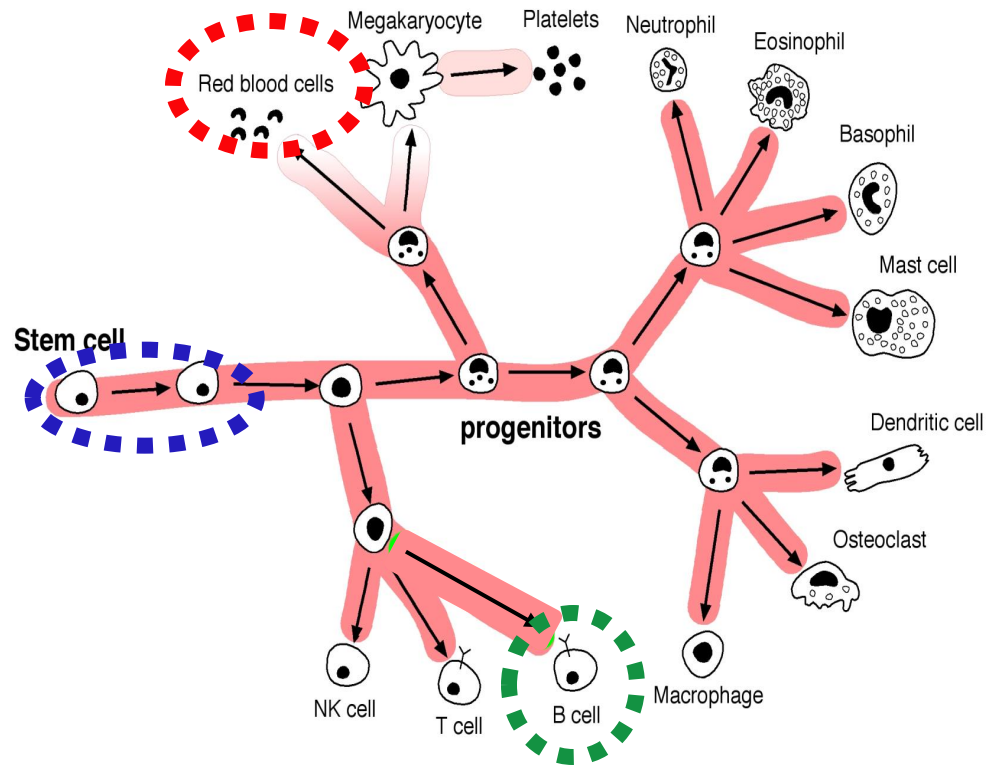 Megakaryocyte
Platelets
Neutrophil
Eosinophil
Red blood cells
Basophil
Mast cell
Stem cell
progenitors
Dendritic cell
Osteoclast
NK cell
T cell
B cell
Macrophage